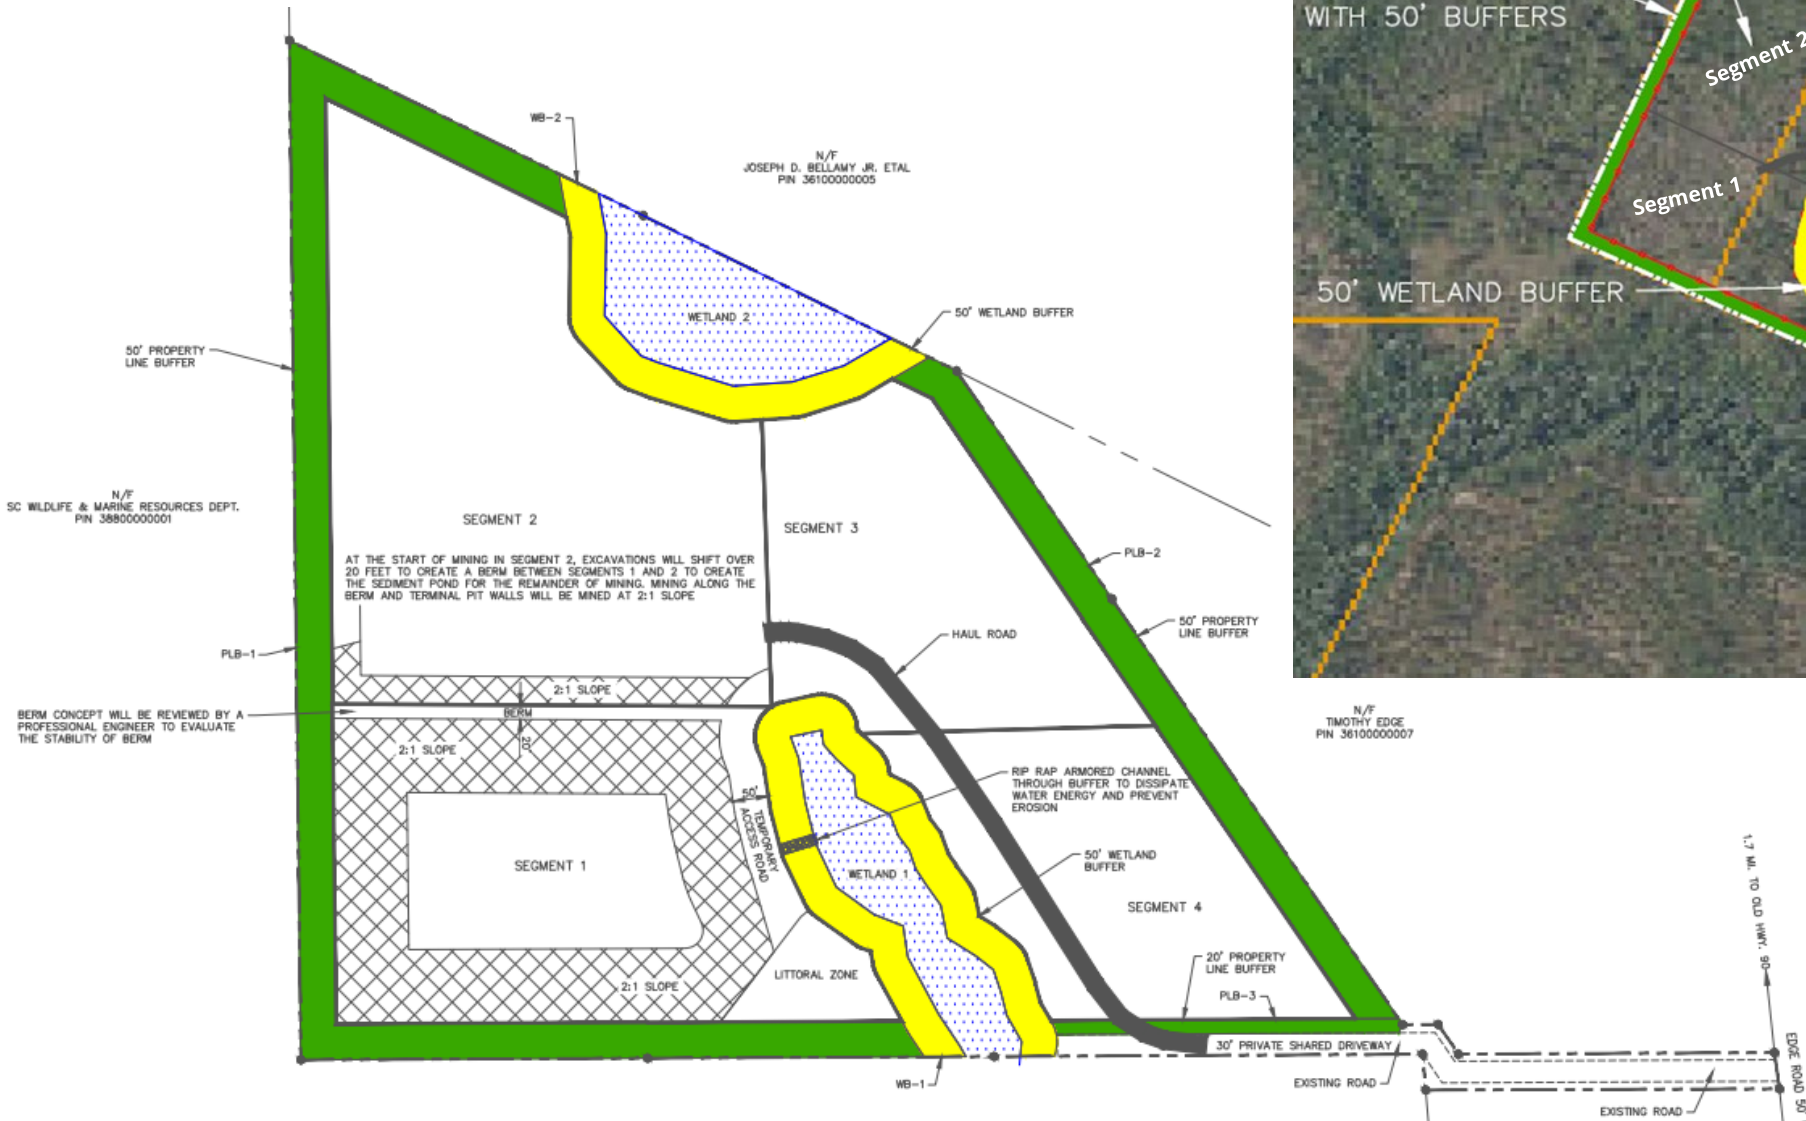 WITH 50' BUFFERS
Segment 2
Segment 1
50' WETLAND BUFFER
WB-2
N/F
JOSEPH D. BELLAMY JR. ETAL
PIN 36100000005
WETLAND 2
50' WETLAND BUFFER
50' PROPERTY
LINE BUFFER
N/F
SC WILDLIFE & MARINE RESOURCES DEPT.
PIN 38800000001
SEGMENT 2
SEGMENT 3
AT THE START OF MINING IN SEGMENT 2, EXCAVATIONS WILL SHIFT OVER
20 FEET TO CREATE A BERM BETWEEN SEGMENTS 1 AND 2 TO CREATE
THE SEDIMENT POND FOR THE REMAINDER OF MINING. MINING ALONG THE
BERM AND TERMINAL PIT WALLS WILL BE MINED AT 2:1 SLOPE
PLB-2
50' PROPERTY
LINE BUFFER
HAUL ROAD
PLB-1
2:1 SLOPE
BERM
20'
BERM CONCEPT WILL BE REVIEWED BY A
PROFESSIONAL ENGINEER TO EVALUATE
THE STABILITY OF BERM
2:1 SLOPE
N/F
TIMOTHY EDGE
PIN 36100000007
RIP RAP ARMORED CHANNEL
THROUGH BUFFER TO DISSIPATE
WATER ENERGY AND PREVENT
EROSION
50'
TEMPORARY
ACCESS ROAD
SEGMENT 1
WETLAND 1
50' WETLAND
BUFFER
SEGMENT 4
LITTORAL ZONE
2:1 SLOPE
20' PROPERTY
LINE BUFFER
PLB-3
1.7 MI. TO OLD HWY. 90
30' PRIVATE SHARED DRIVEWAY
WB-1
EXISTING ROAD
EXISTING ROAD
EDGE ROAD 50'